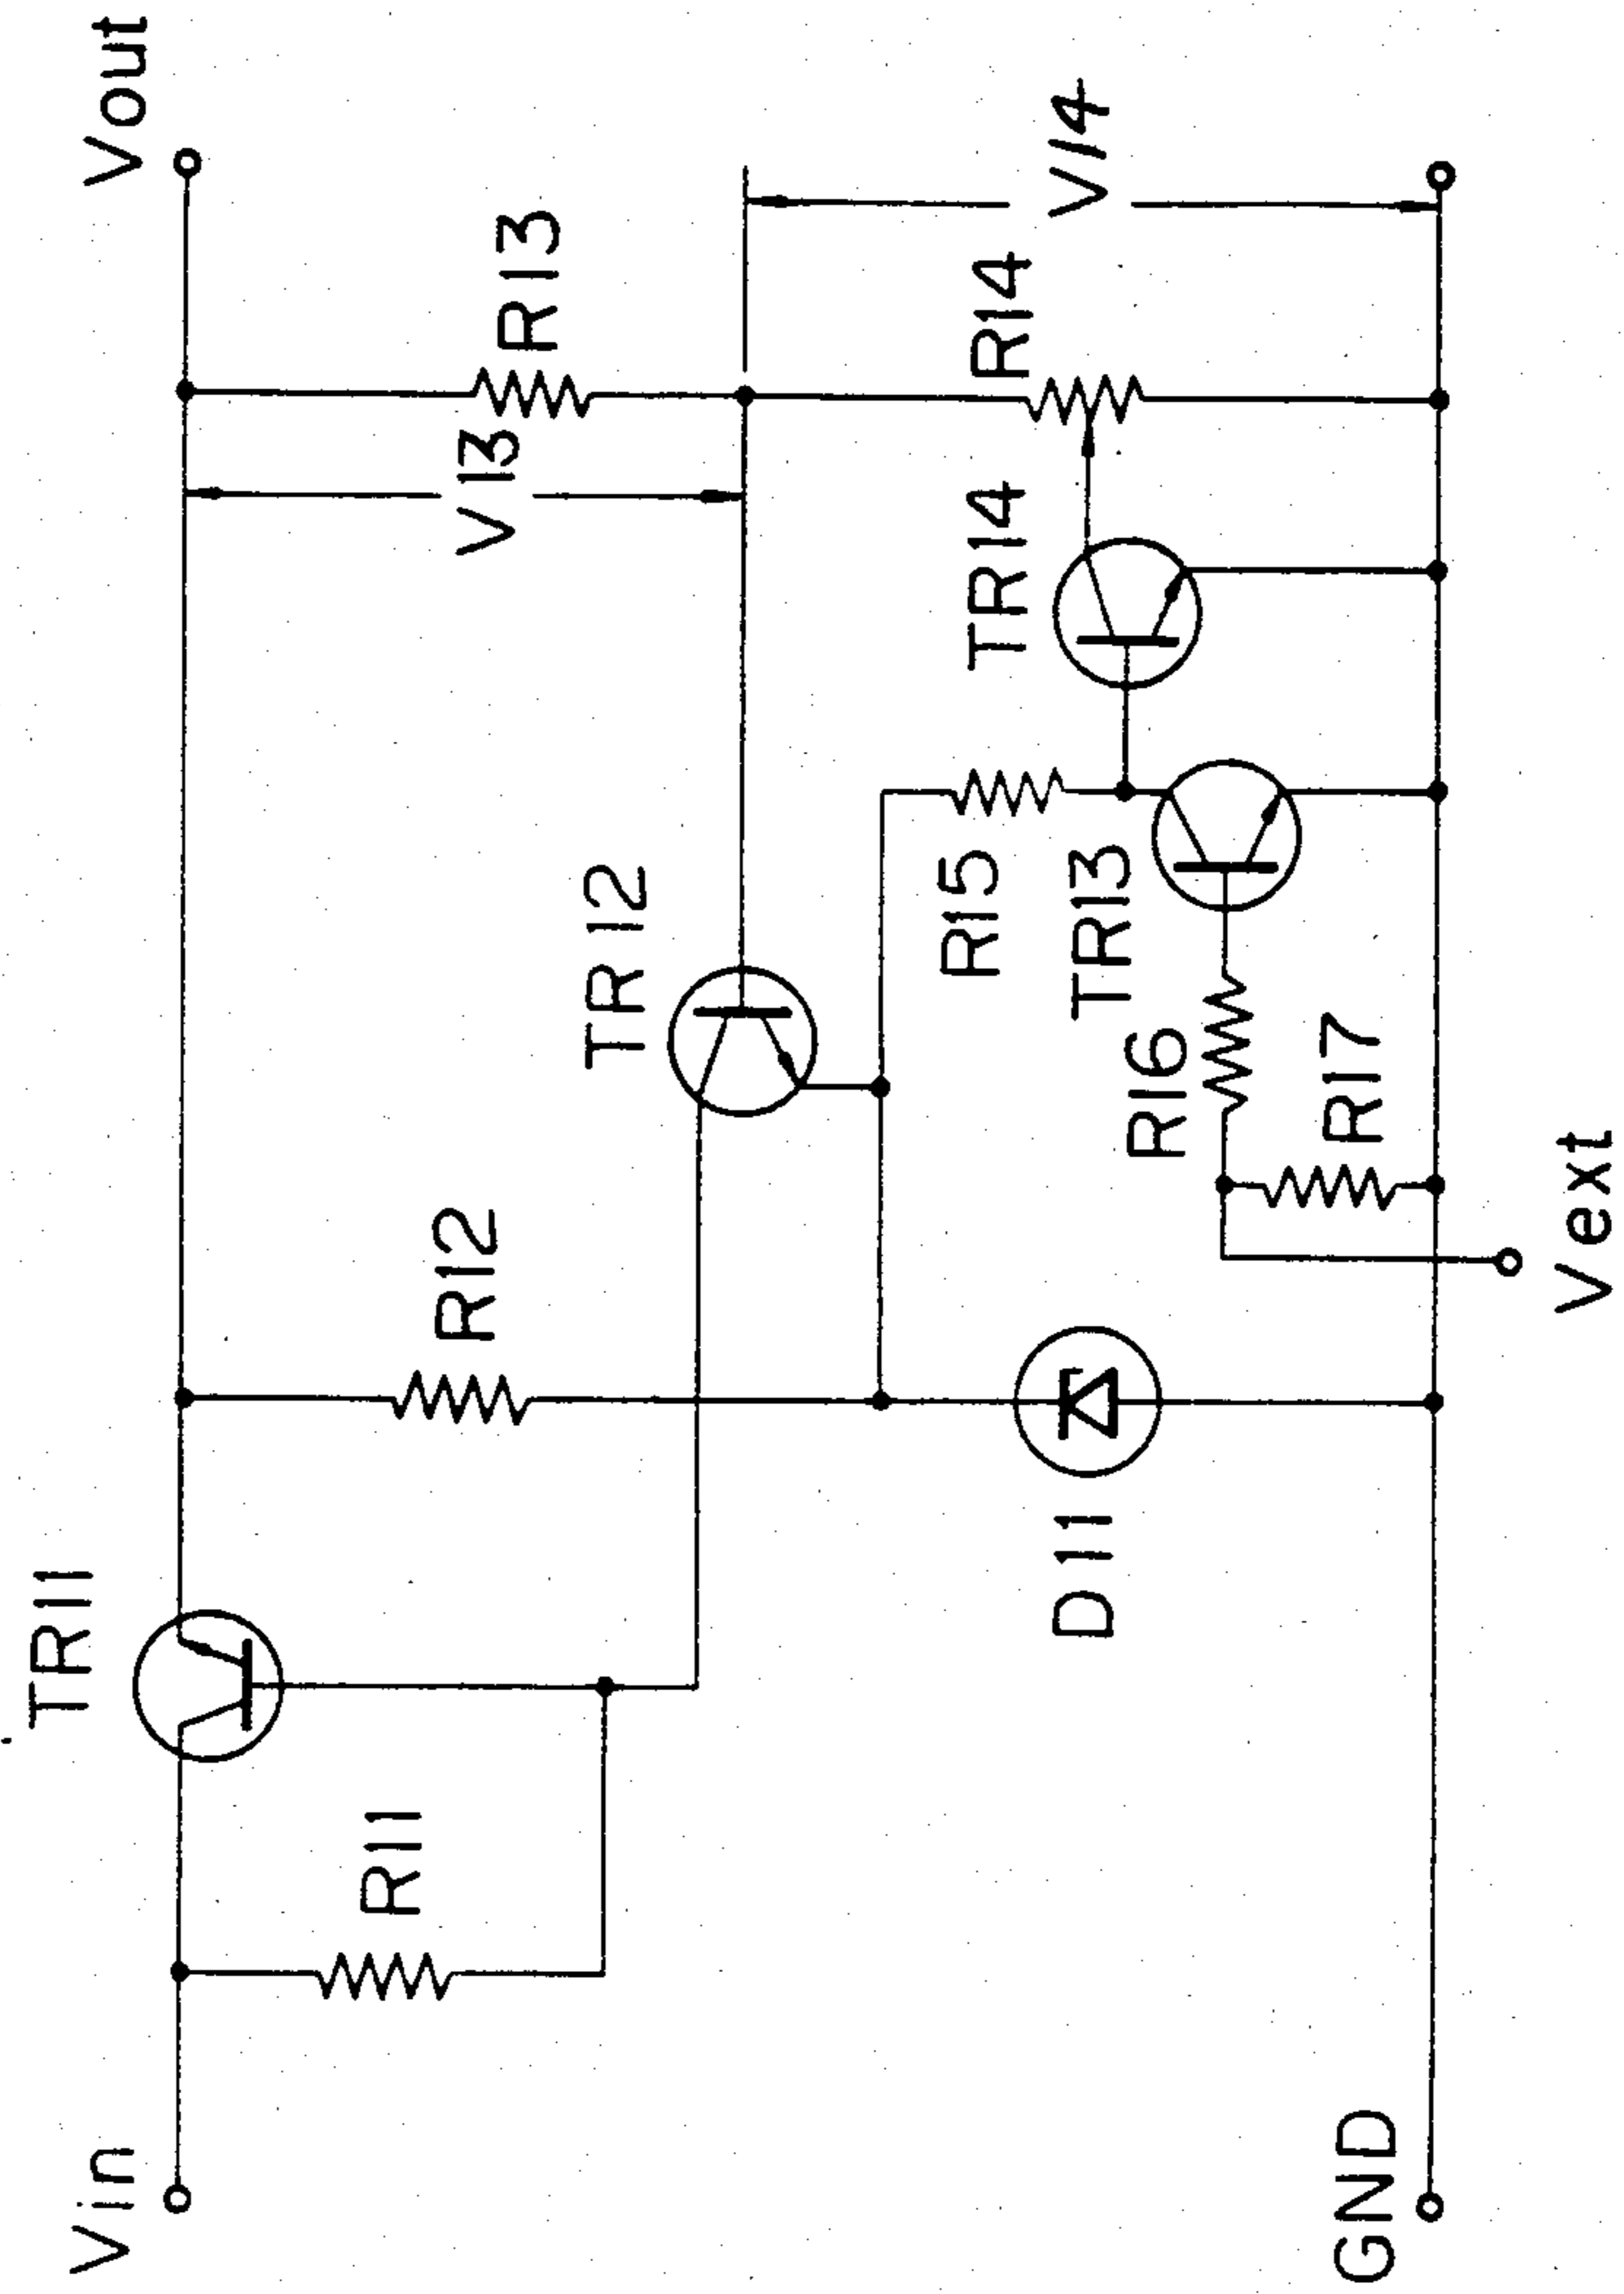 Vin
GND
R11
TR11
D11
R12
Vext
R17
R16
TR12
TR13
R15
TR14
V13
R13
R14
V14
Vout